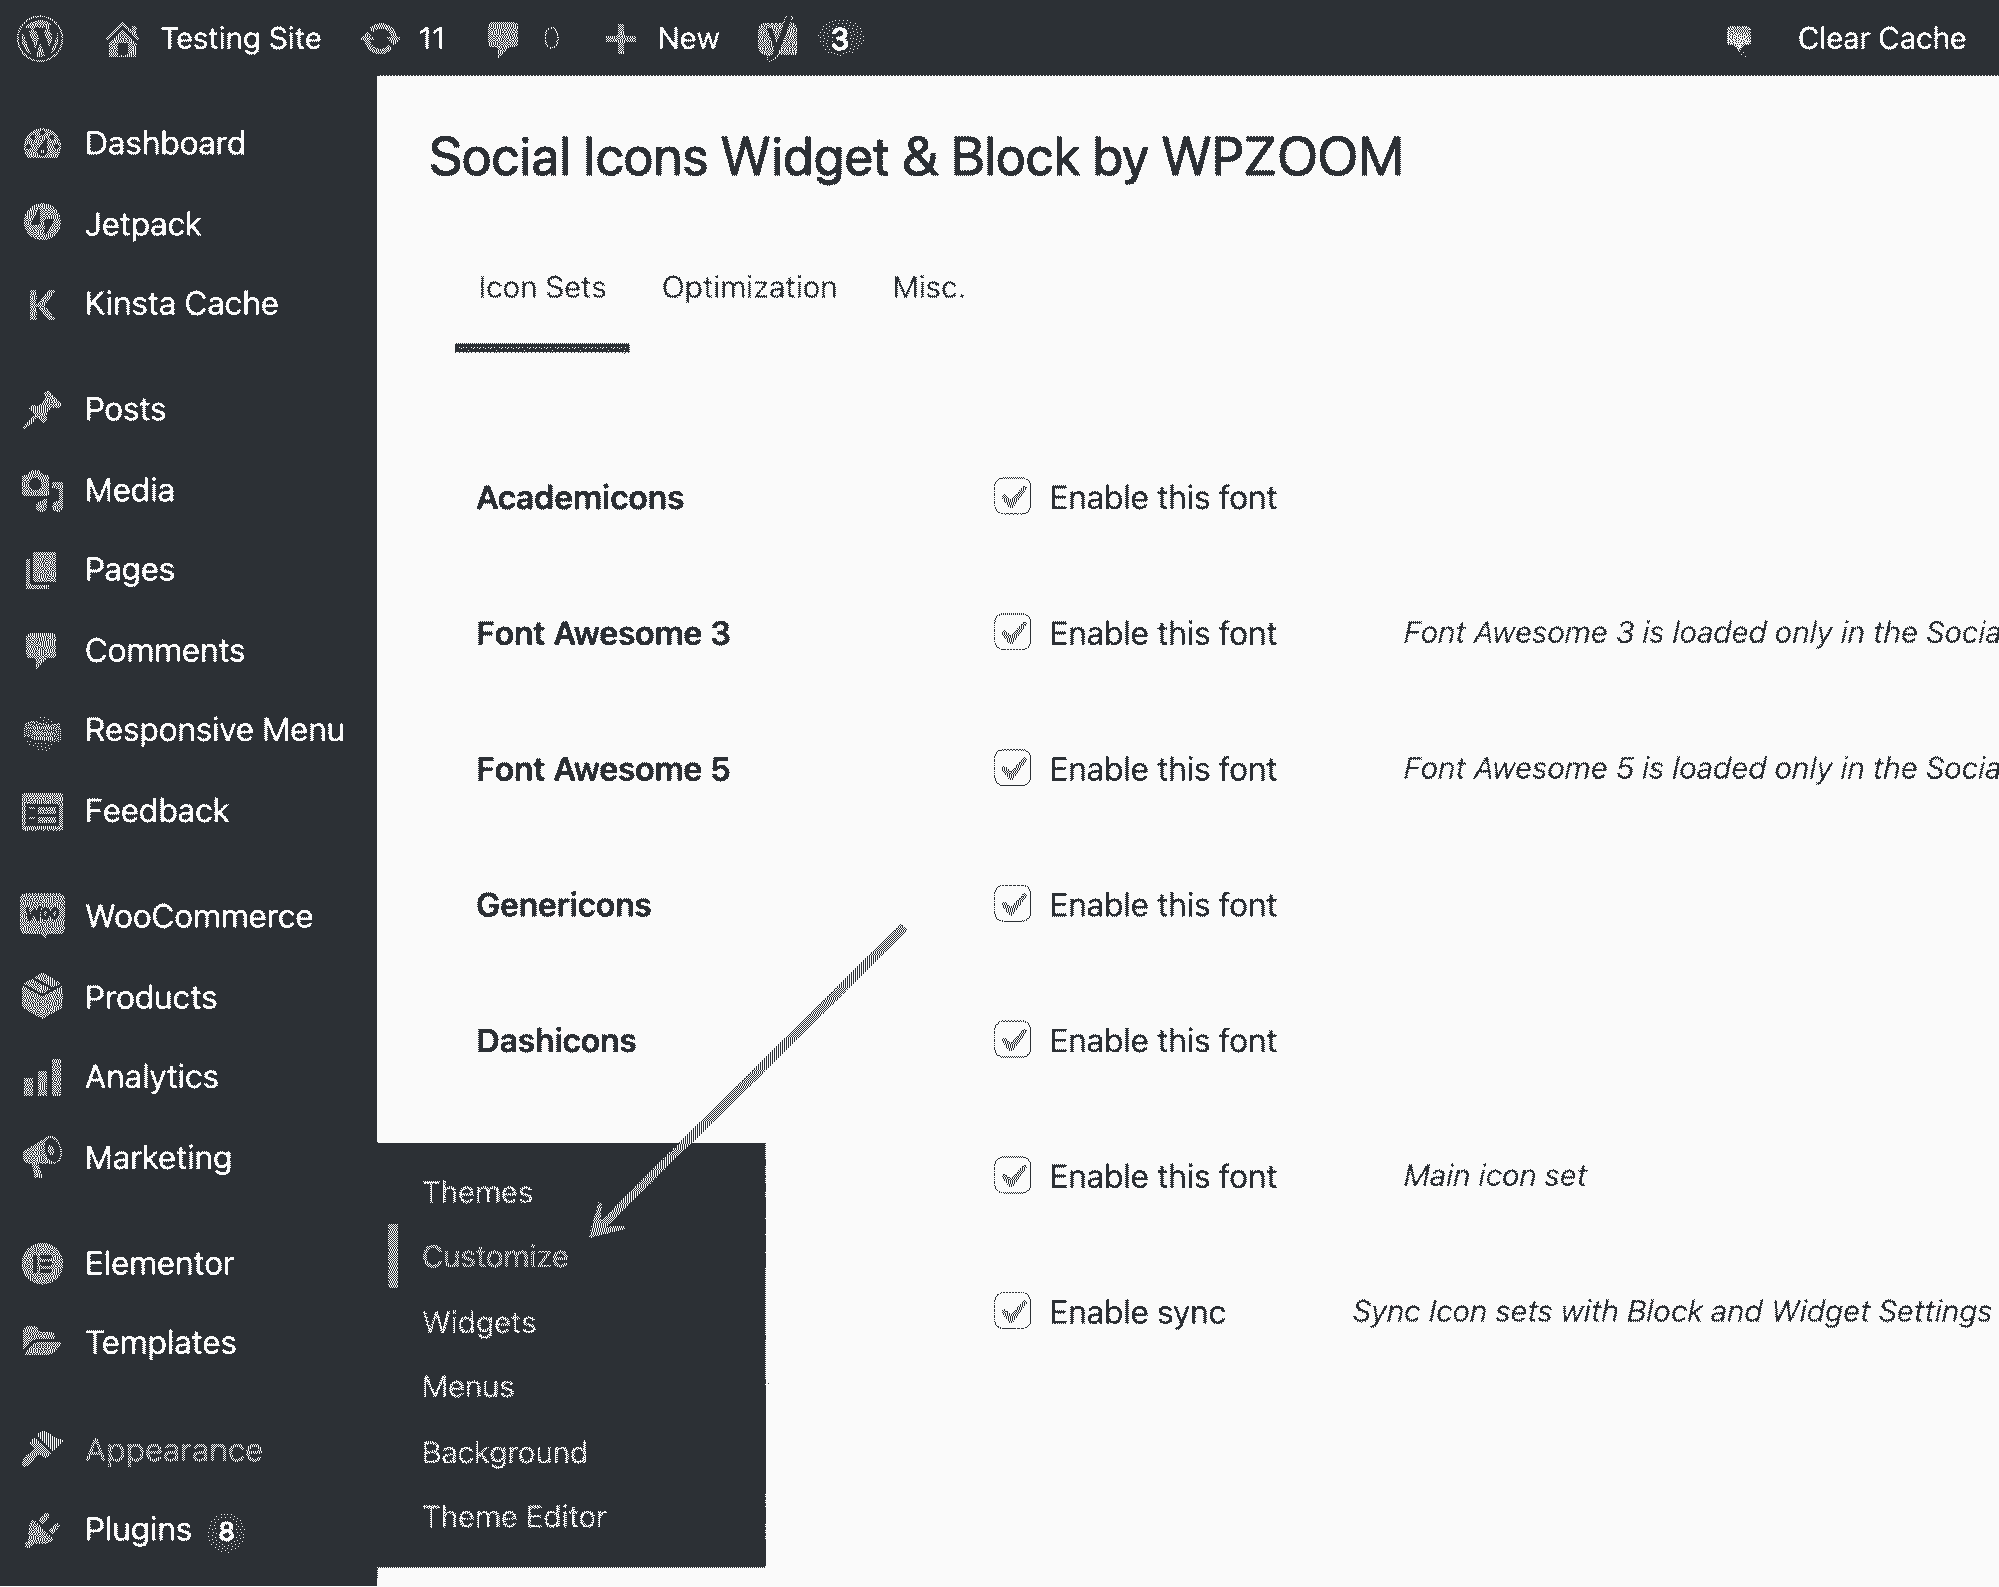 Testing Site 11 0 New 3 Clear Cache
Dashboard
Jetpack
Kinsta Cache
Posts
Media
Pages
Comments
Responsive Menu
Feedback
WooCommerce
Products
Analytics
Marketing
Elementor
Templates
Appearance
Plugins 8
Themes
Customize
Widgets
Menus
Background
Theme Editor
Social Icons Widget & Block by WPZOOM
Icon Sets Optimization Misc.
Academicons Enable this font
Font Awesome 3 Enable this font Font Awesome 3 is loaded only in the Socia
Font Awesome 5 Enable this font Font Awesome 5 is loaded only in the Socia
Genericons Enable this font
Dashicons Enable this font
Enable this font Main icon set
Enable sync Sync Icon sets with Block and Widget Settings